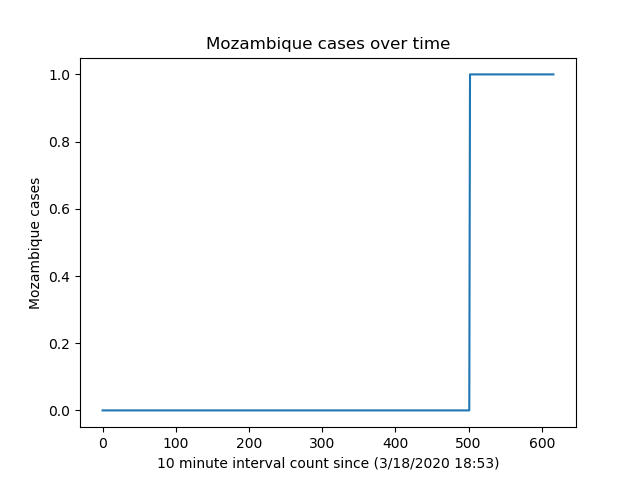 Mozambique cases over time
1.0
0.8
0.6
0.4
0.2
0.0
Mozambique cases
0 100 200 300 400 500 600
10 minute interval count since (3/18/2020 18:53)